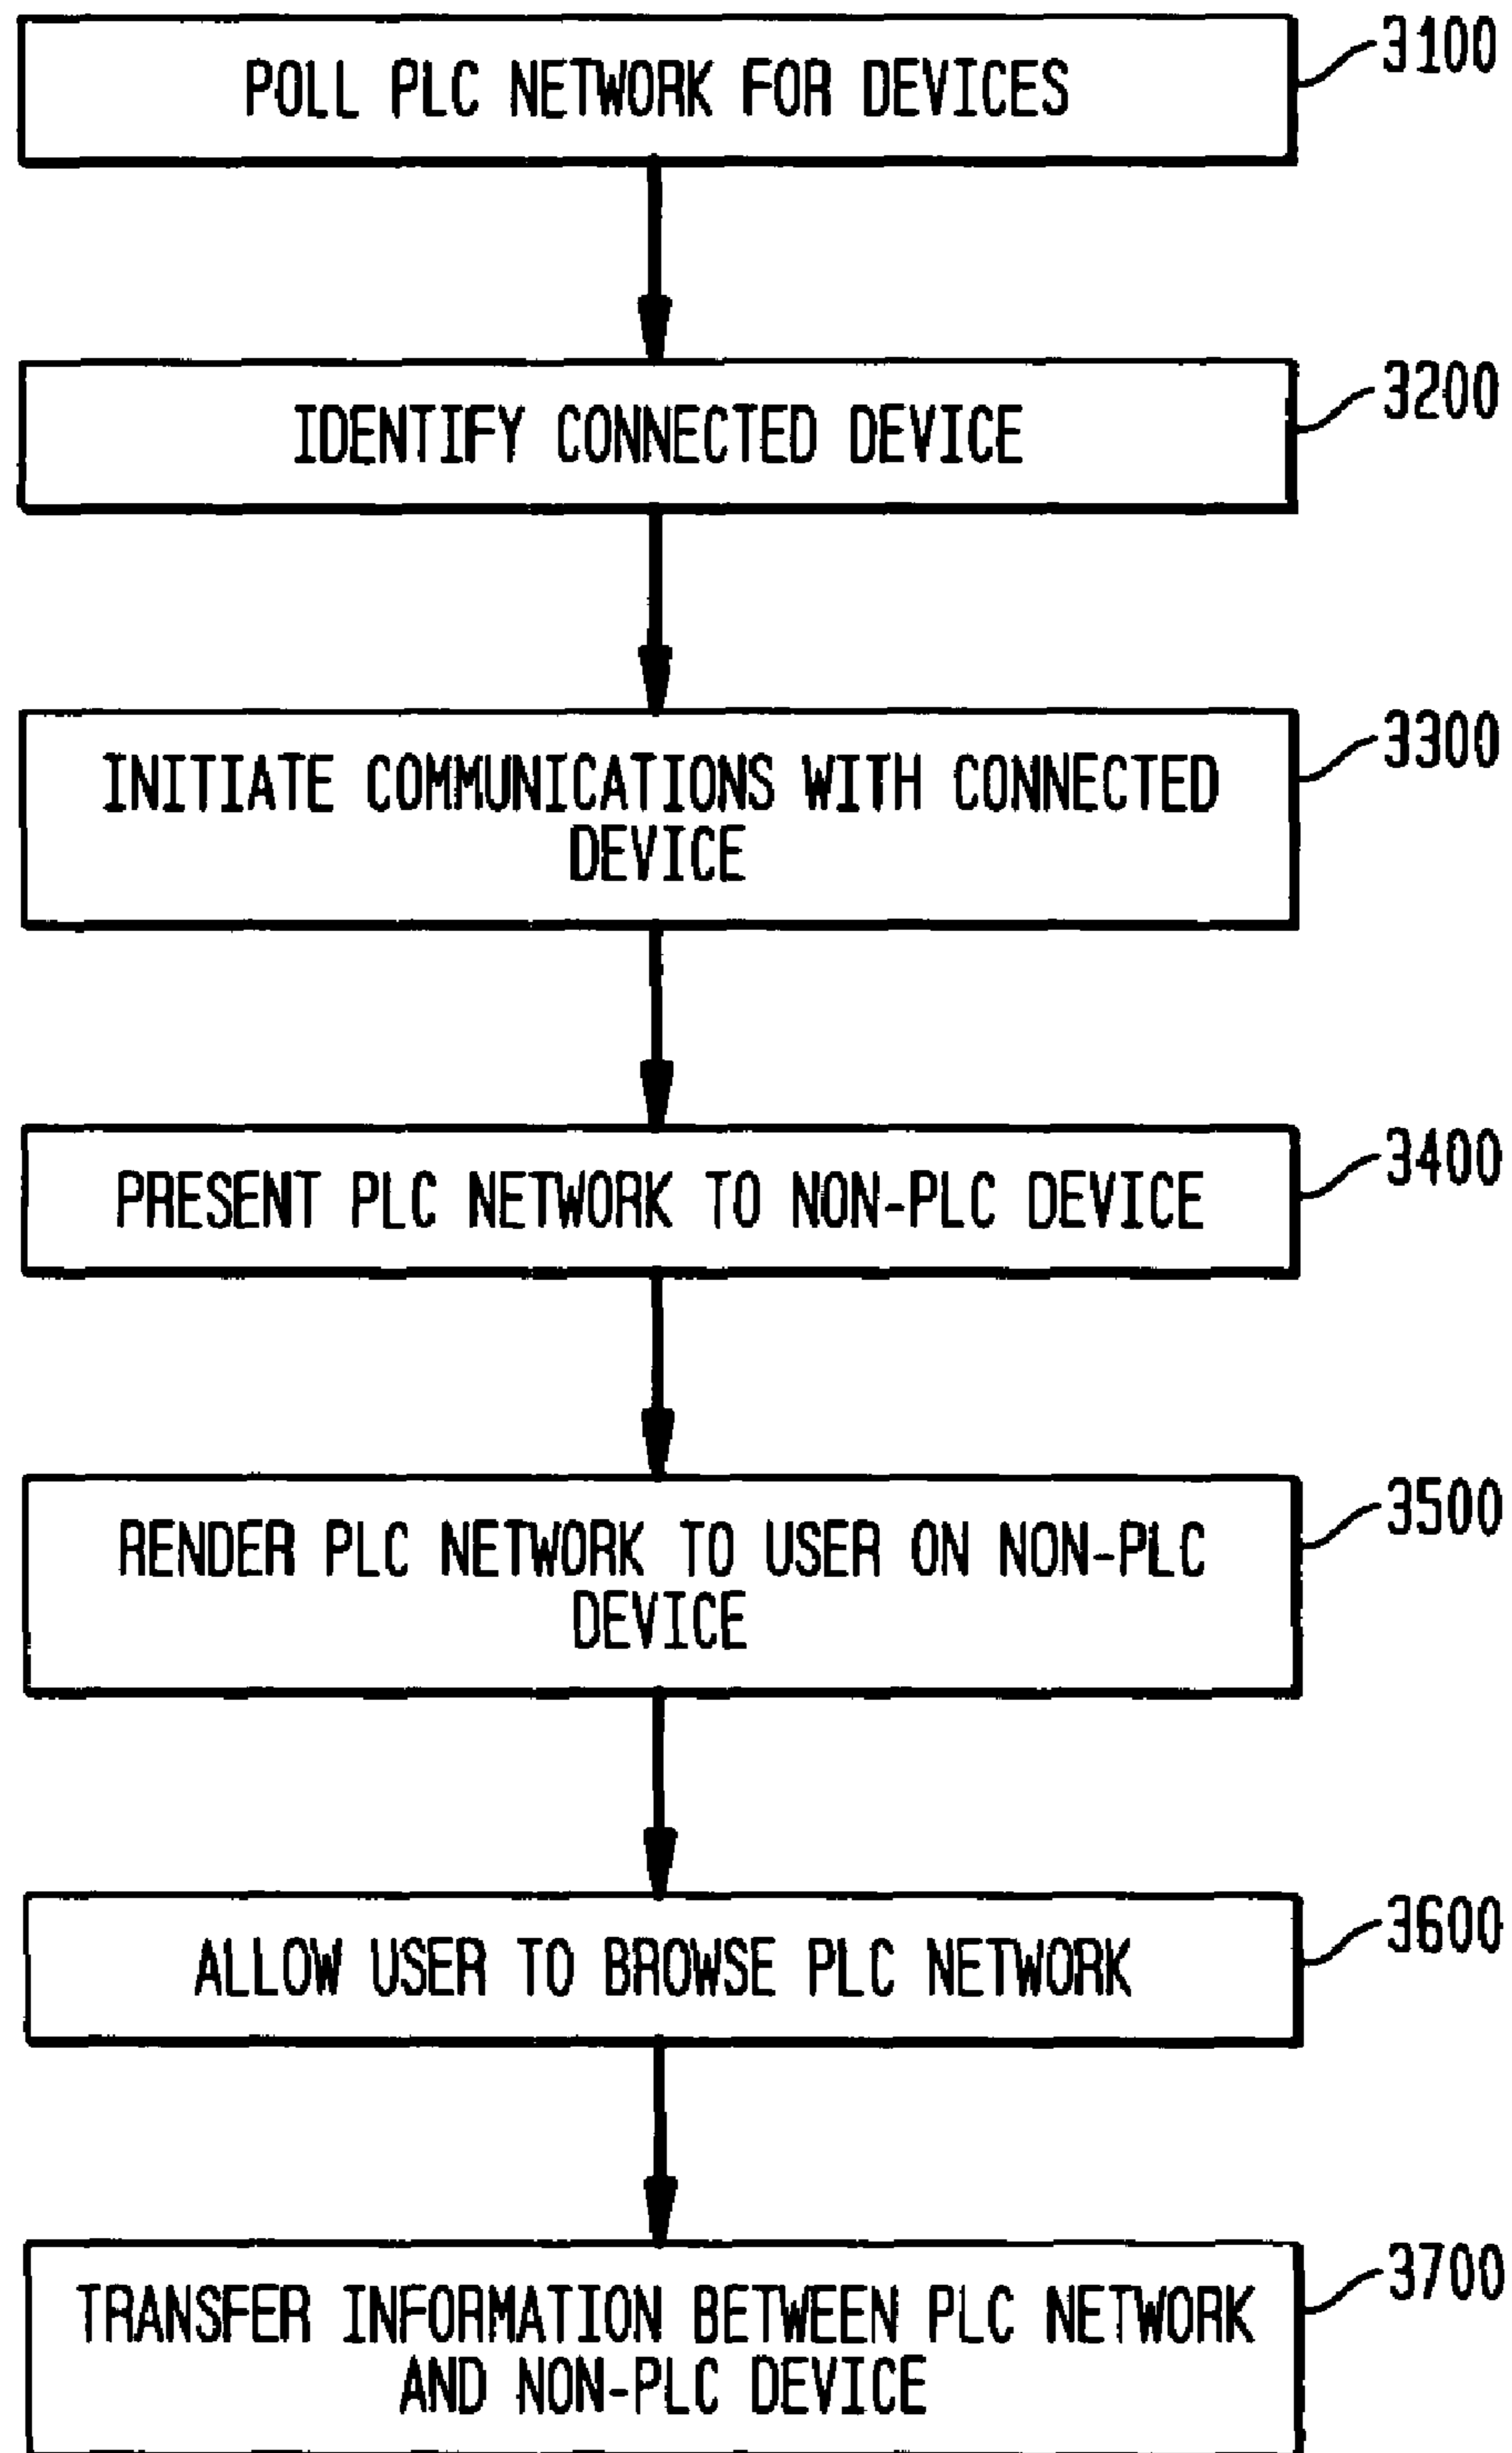 POLL PLC NETWORK FOR DEVICES
3100
IDENTIFY CONNECTED DEVICE
3200
INITIATE COMMUNICATIONS WITH CONNECTED
DEVICE
3300
PRESENT PLC NETWORK TO NON-PLC DEVICE
3400
RENDER PLC NETWORK TO USER ON NON-PLC
DEVICE
3500
ALLOW USER TO BROWSE PLC NETWORK
3600
TRANSFER INFORMATION BETWEEN PLC NETWORK
AND NON-PLC DEVICE
3700